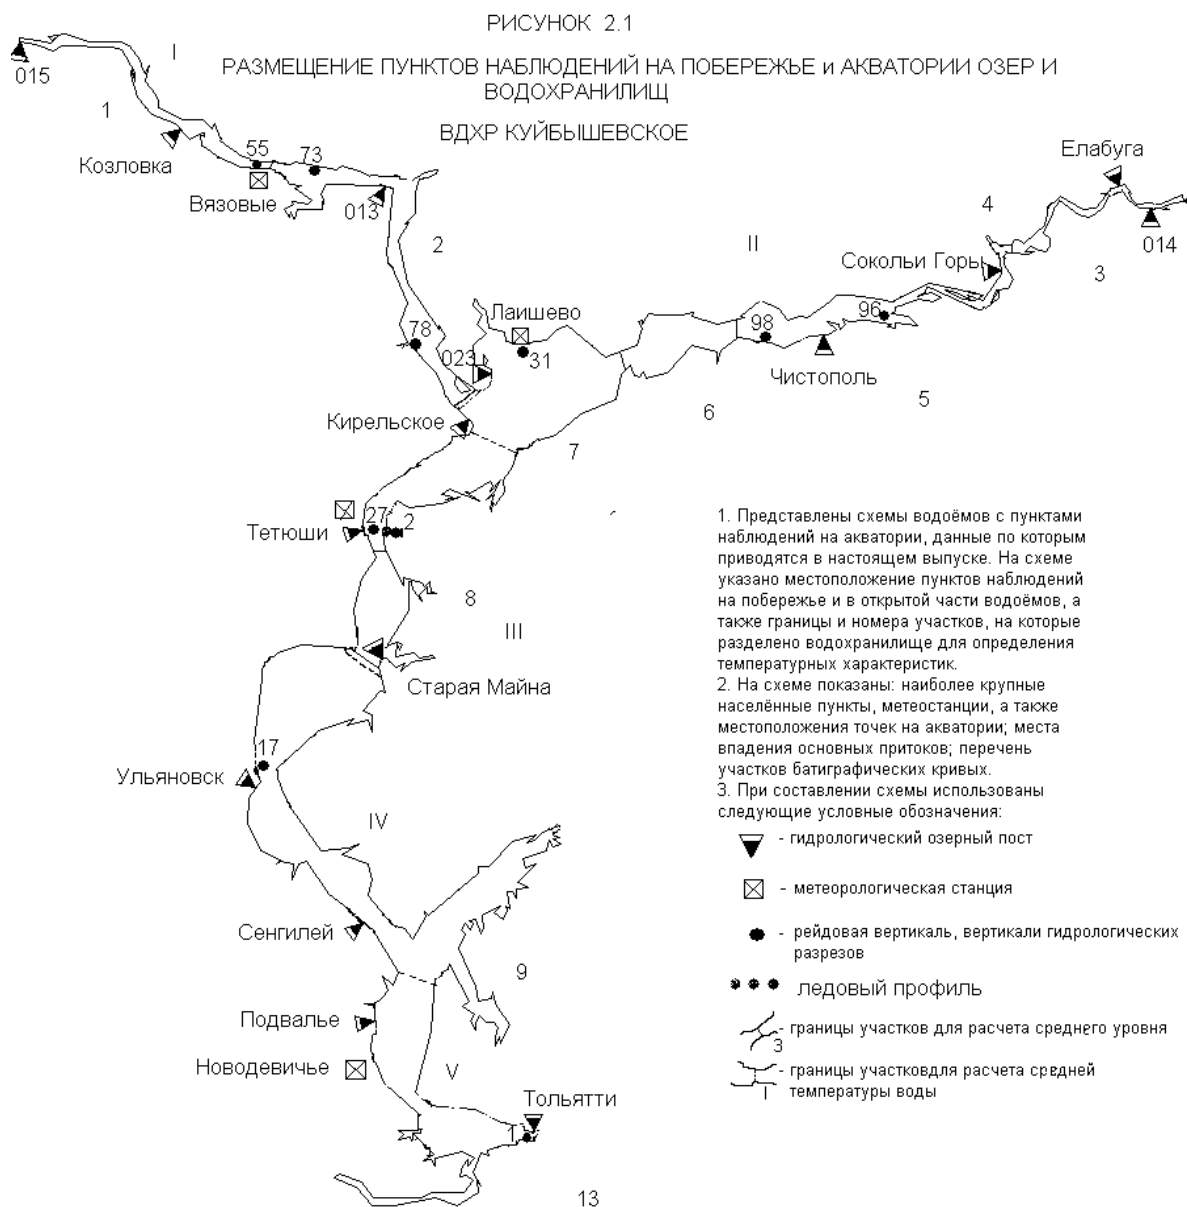 РИСУНОК 2.1
РАЗМЕЩЕНИЕ ПУНКТОВ НАБЛЮДЕНИЙ НА ПОБЕРЕЖЬЕ и АКВАТОРИИ ОЗЕР И
ВОДОХРАНИЛИЩ
ВДХР КУЙБЫШЕВСКОЕ
I
015
1
Козловка
55
73
Вязовые
013
2
Елабуга
4
II
014
Сокольи Горы
3
Лаишево
78
98
96
023
31
Чистополь
5
6
Кирельское
7
27
2
Тетюши
8
III
Старая Майна
17
Ульяновск
IV
Сенгилей
9
Подвалье
Новодевичье
V
Тольятти
1
1. Представлены схемы водоёмов с пунктами
наблюдений на акватории, данные по которым
приводятся в настоящем выпуске. На схеме
указано местоположение пунктов наблюдений
на побережье и в открытой части водоёмов, а
также границы и номера участков, на которые
разделено водохранилище для определения
температурных характеристик.
2. На схеме показаны: наиболее крупные
населённые пункты, метеостанции, а также
местоположения точек на акватории; места
впадения основных притоков; перечень
участков батиграфических кривых.
3. При составлении схемы использованы
следующие условные обозначения:
- гидрологический озерный пост
- метеорологическая станция
- рейдовая вертикаль, вертикали гидрологических
разрезов
ледовый профиль
- границы участков для расчета среднего уровня
3
- границы участковдля расчета средней
температуры воды
I
13